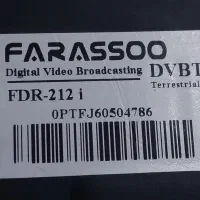 FARASSOO
Digital Video Broadcasting DVBT
Terrestrial
FDR-212 i
0PTFJ60504786